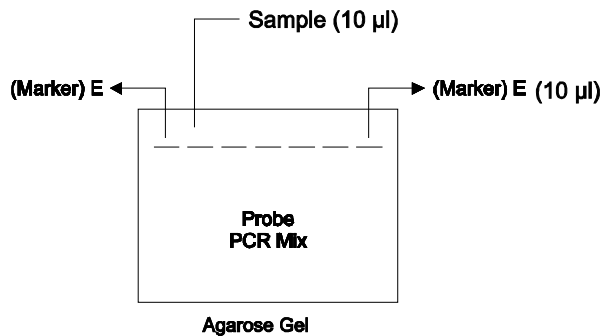 Sample (10 µl)
(Marker) E
(Marker) E (10 µl)
Probe
PCR Mix
Agarose Gel